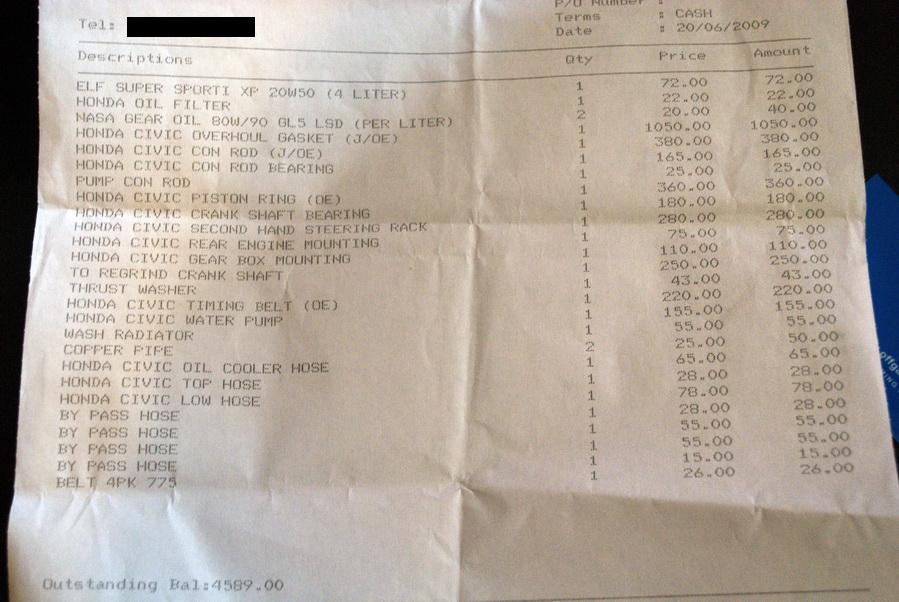 P/O Number :
Tel:
Terms : CASH
Date : 20/06/2009
Descriptions Qty Price Amount
ELF SUPER SPORTI XP 20W50 (4 LITER) 1 72.00 72.00
HONDA OIL FILTER 1 22.00 22.00
NASA GEAR OIL 80W/90 GL5 LSD (PER LITER) 2 20.00 40.00
HONDA CIVIC OVERHOUL GASKET (J/OE) 1 1050.00 1050.00
HONDA CIVIC CON ROD (J/OE) 1 380.00 380.00
HONDA CIVIC CON ROD BEARING 1 165.00 165.00
PUMP CON ROD 1 25.00 25.00
HONDA CIVIC PISTON RING (OE) 1 360.00 360.00
HONDA CIVIC CRANK SHAFT BEARING 1 180.00 180.00
HONDA CIVIC SECOND HAND STEERING RACK 1 280.00 280.00
HONDA CIVIC REAR ENGINE MOUNTING 1 75.00 75.00
HONDA CIVIC GEAR BOX MOUNTING 1 110.00 110.00
TO REGRIND CRANK SHAFT 1 250.00 250.00
THRUST WASHER 1 43.00 43.00
HONDA CIVIC TIMING BELT (OE) 1 220.00 220.00
HONDA CIVIC WATER PUMP 1 155.00 155.00
WASH RADIATOR 1 55.00 55.00
COPPER PIPE 2 25.00 50.00
HONDA CIVIC OIL COOLER HOSE 1 65.00 65.00
HONDA CIVIC TOP HOSE 1 28.00 28.00
HONDA CIVIC LOW HOSE 1 78.00 78.00
BY PASS HOSE 1 28.00 28.00
BY PASS HOSE 1 55.00 55.00
BY PASS HOSE 1 55.00 55.00
BY PASS HOSE 1 15.00 15.00
BELT 4PK 775 1 26.00 26.00
Outstanding Bal:4589.00